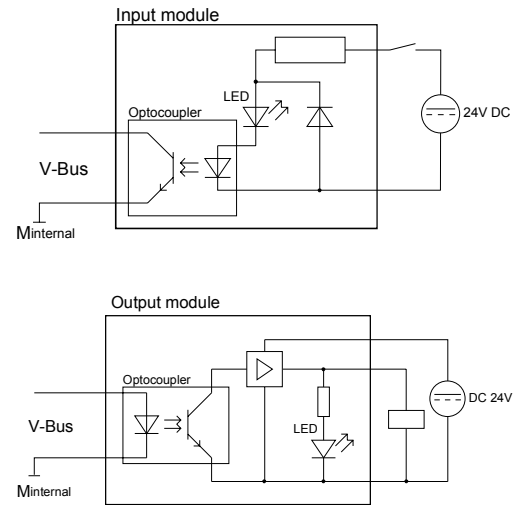 Input module
LED
Optocoupler
24V DC
V-Bus
Minternal
Output module
Optocoupler
DC 24V
V-Bus
LED
Minternal